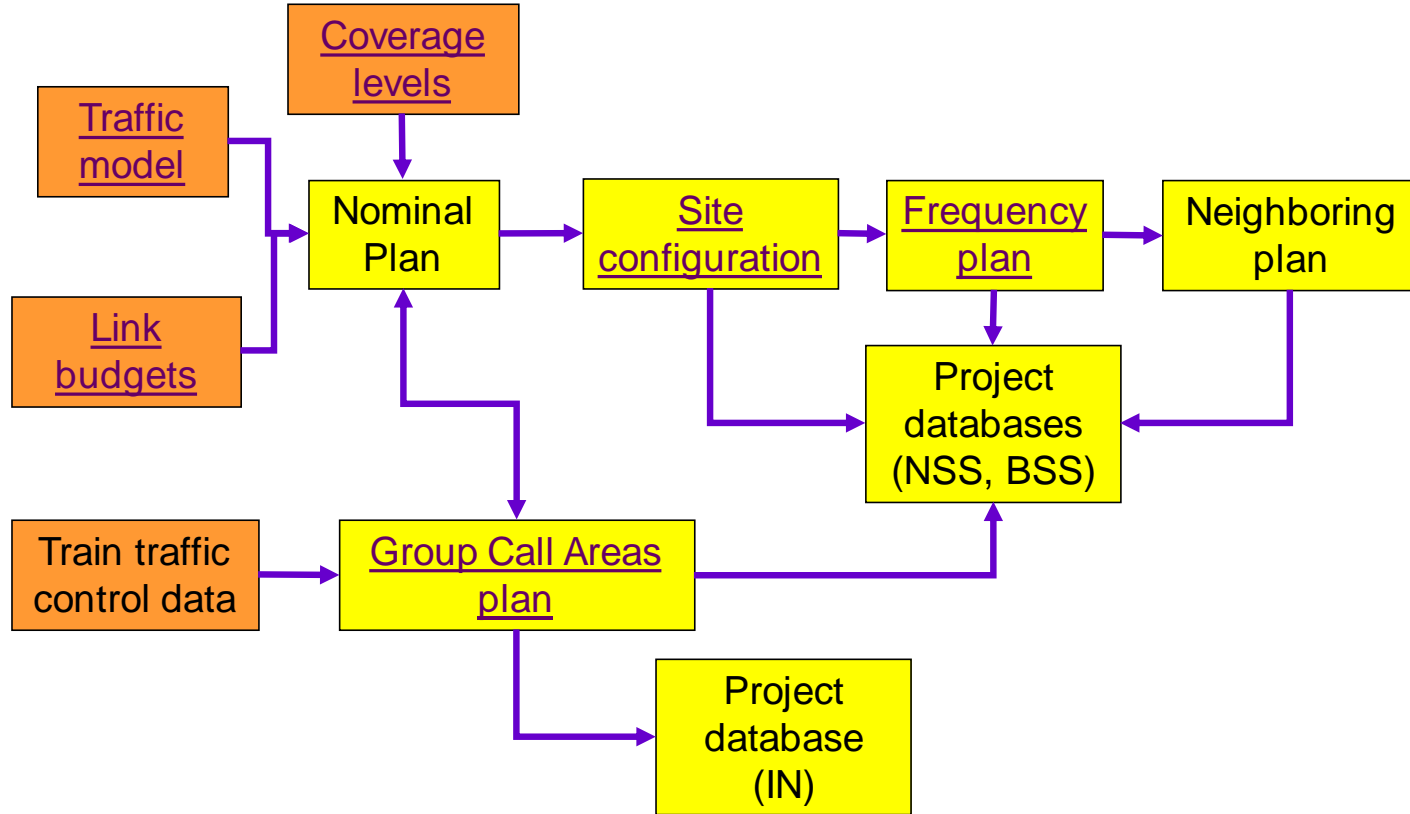 Coverage
levels
Traffic
model
Nominal
Plan
Site
configuration
Frequency
plan
Neighboring
plan
Link
budgets
Project
databases
(NSS, BSS)
Train traffic
control data
Group Call Areas
plan
Project
database
(IN)